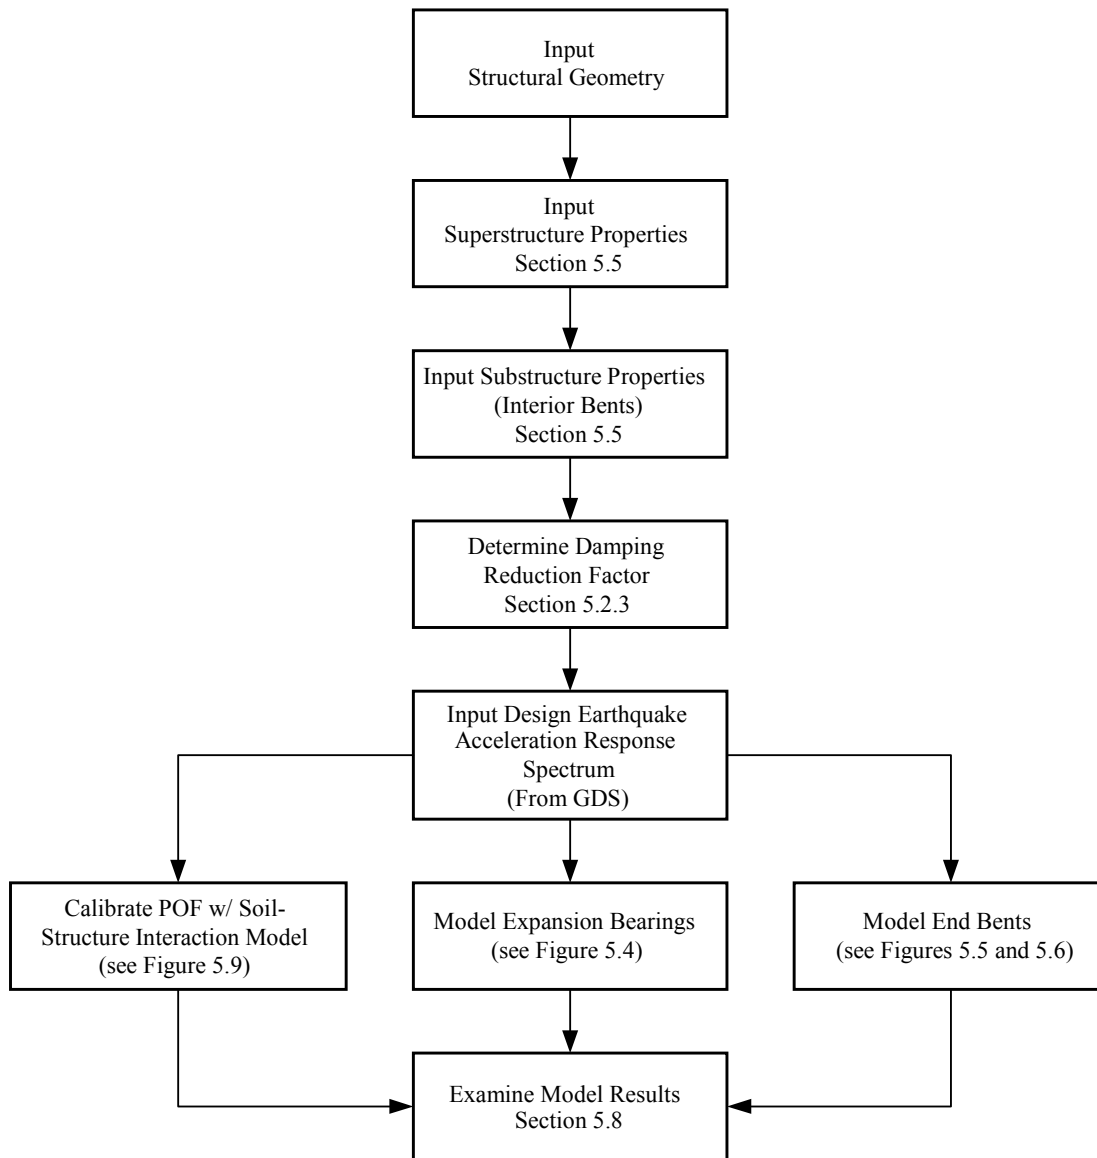 Input
Structural Geometry
Input
Superstructure Properties
Section 5.5
Input Substructure Properties
(Interior Bents)
Section 5.5
Determine Damping
Reduction Factor
Section 5.2.3
Input Design Earthquake
Acceleration Response
Spectrum
(From GDS)
Calibrate POF w/ Soil-
Structure Interaction Model
(see Figure 5.9)
Model Expansion Bearings
(see Figure 5.4)
Model End Bents
(see Figures 5.5 and 5.6)
Examine Model Results
Section 5.8